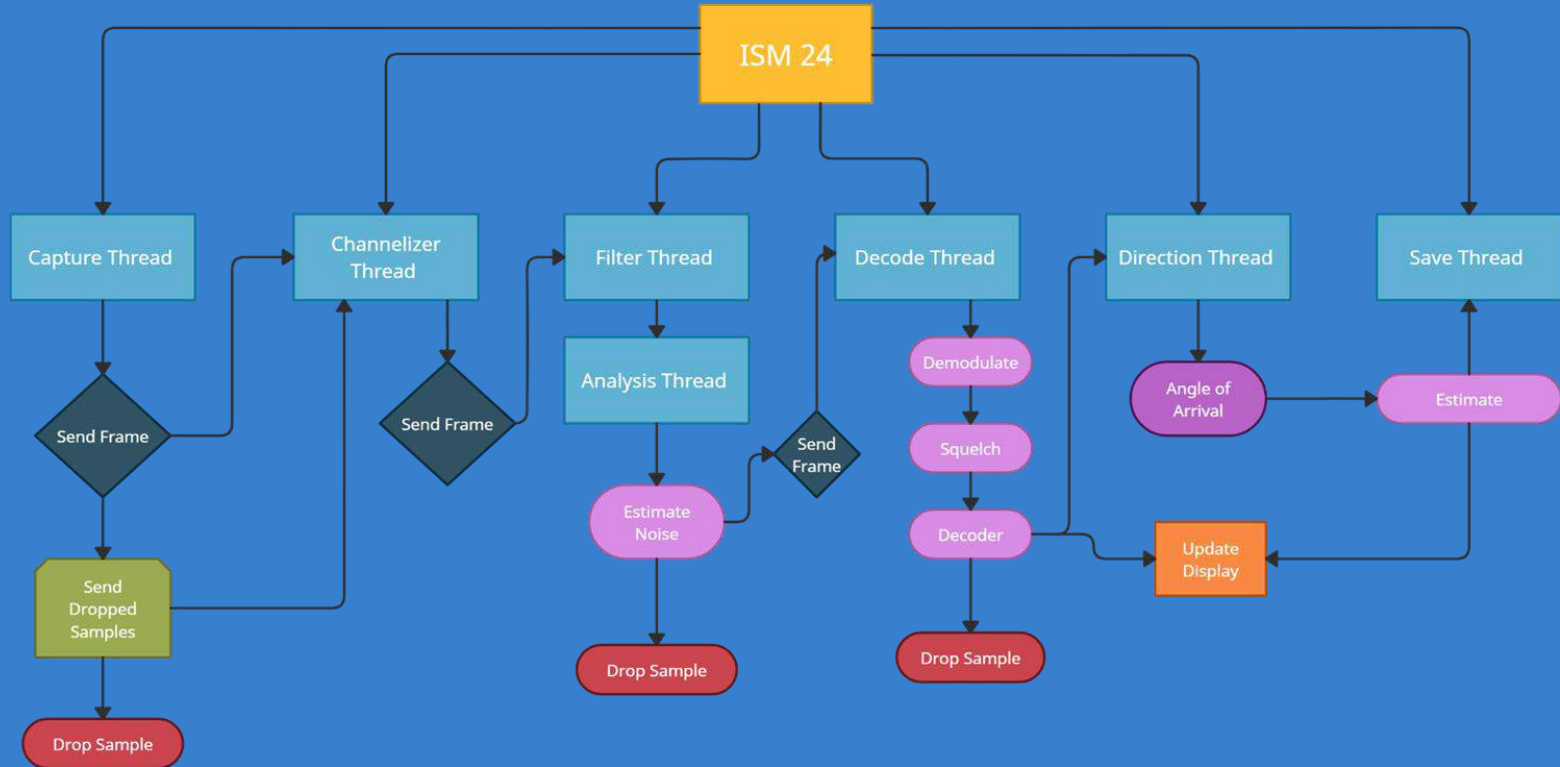 ISM 24
Capture Thread
Channelizer
Thread
Filter Thread
Decode Thread
Direction Thread
Save Thread
Demodulate
Analysis Thread
Angle of
Arrival
Estimate
Send Frame
Send Frame
Send
Frame
Squelch
Estimate
Noise
Decoder
Update
Display
Send
Dropped
Samples
Drop Sample
Drop Sample
Drop Sample